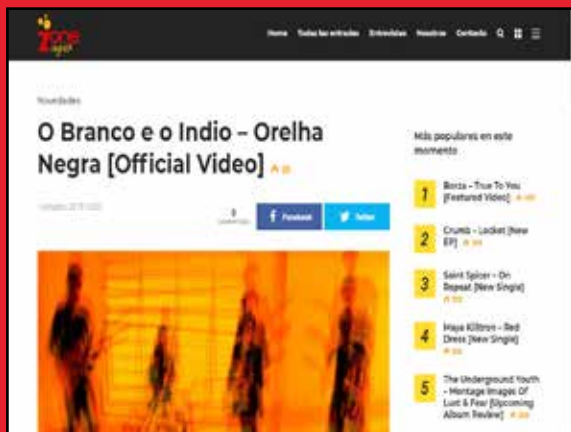 Zone
Home Todas las entradas Entrevistas Nosotros Contacto
Novedades
O Branco e o Indio – Orelha
Negra [Official Video]
0
Facebook
Twitter
Más populares en este
momento
1
Borza – True To You
[Featured Video]
2
Crumb – Locket [New
EP]
3
Saint Spicer – On
Repeat [New Single]
4
Maya Killtron – Red
Dress [New Single]
5
The Underground Youth
– Montage Images Of
Lust & Fear [Upcoming
Album Review]